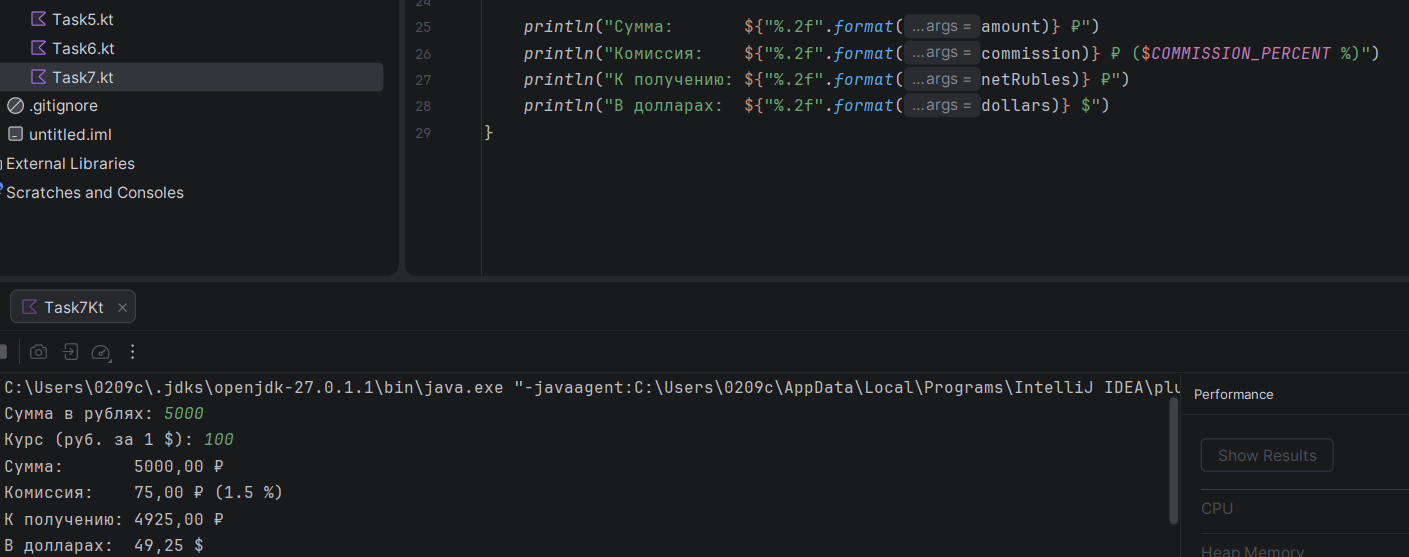 Task5.kt
Task6.kt
Task7.kt
.gitignore
untitled.iml
External Libraries
Scratches and Consoles
25 println("Сумма:       ${"%.2f".format(...args = amount)} ₽")
26 println("Комиссия:    ${"%.2f".format(...args = commission)} ₽ ($COMMISSION_PERCENT %)")
27 println("К получению: ${"%.2f".format(...args = netRubles)} ₽")
28 println("В долларах:  ${"%.2f".format(...args = dollars)} $")
29 }
Task7Kt
C:\Users\0209c\.jdks\openjdk-27.0.1.1\bin\java.exe "-javaagent:C:\Users\0209c\AppData\Local\Programs\IntelliJ IDEA\plu
Сумма в рублях: 5000
Курс (руб. за 1 $): 100
Сумма:       5000,00 ₽
Комиссия:    75,00 ₽ (1.5 %)
К получению: 4925,00 ₽
В долларах:  49,25 $
Performance
Show Results
CPU
Heap Memory